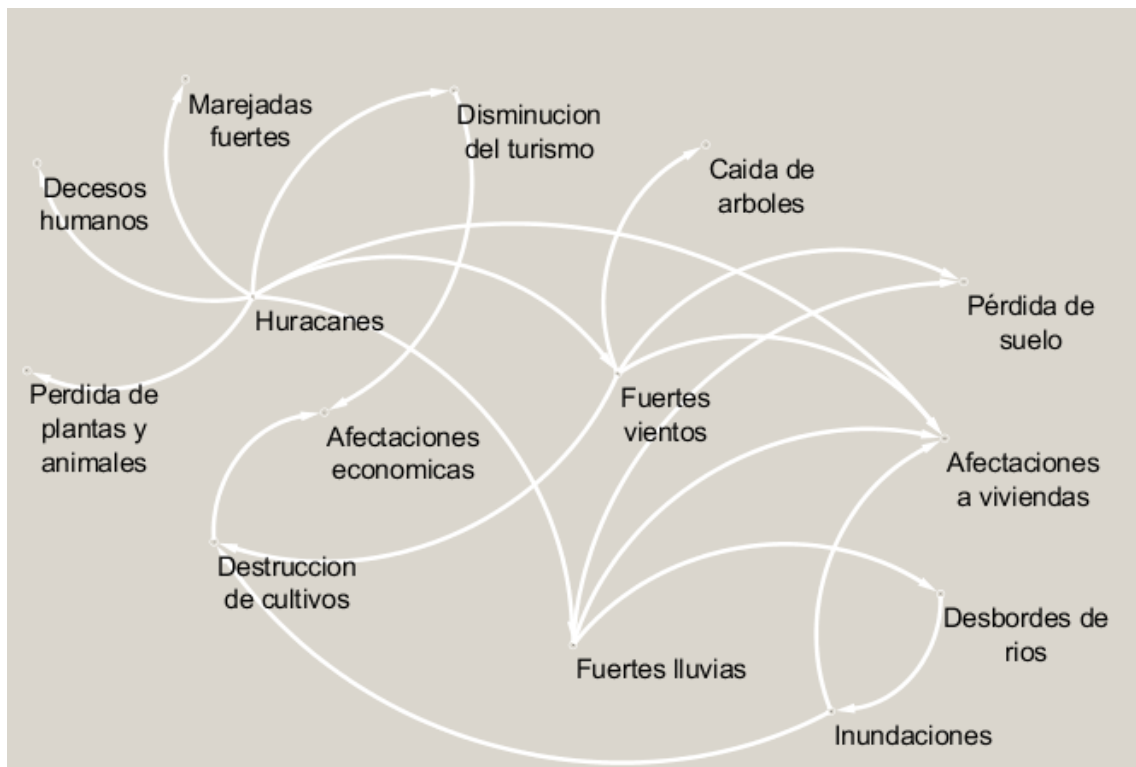 Marejadas
fuertes
Disminucion
del turismo
Caida de
arboles
Decesos
humanos
Huracanes
Pérdida de
suelo
Perdida de
plantas y
animales
Fuertes
vientos
Afectaciones
economicas
Afectaciones
a viviendas
Destruccion
de cultivos
Desbordes de
rios
Fuertes lluvias
Inundaciones